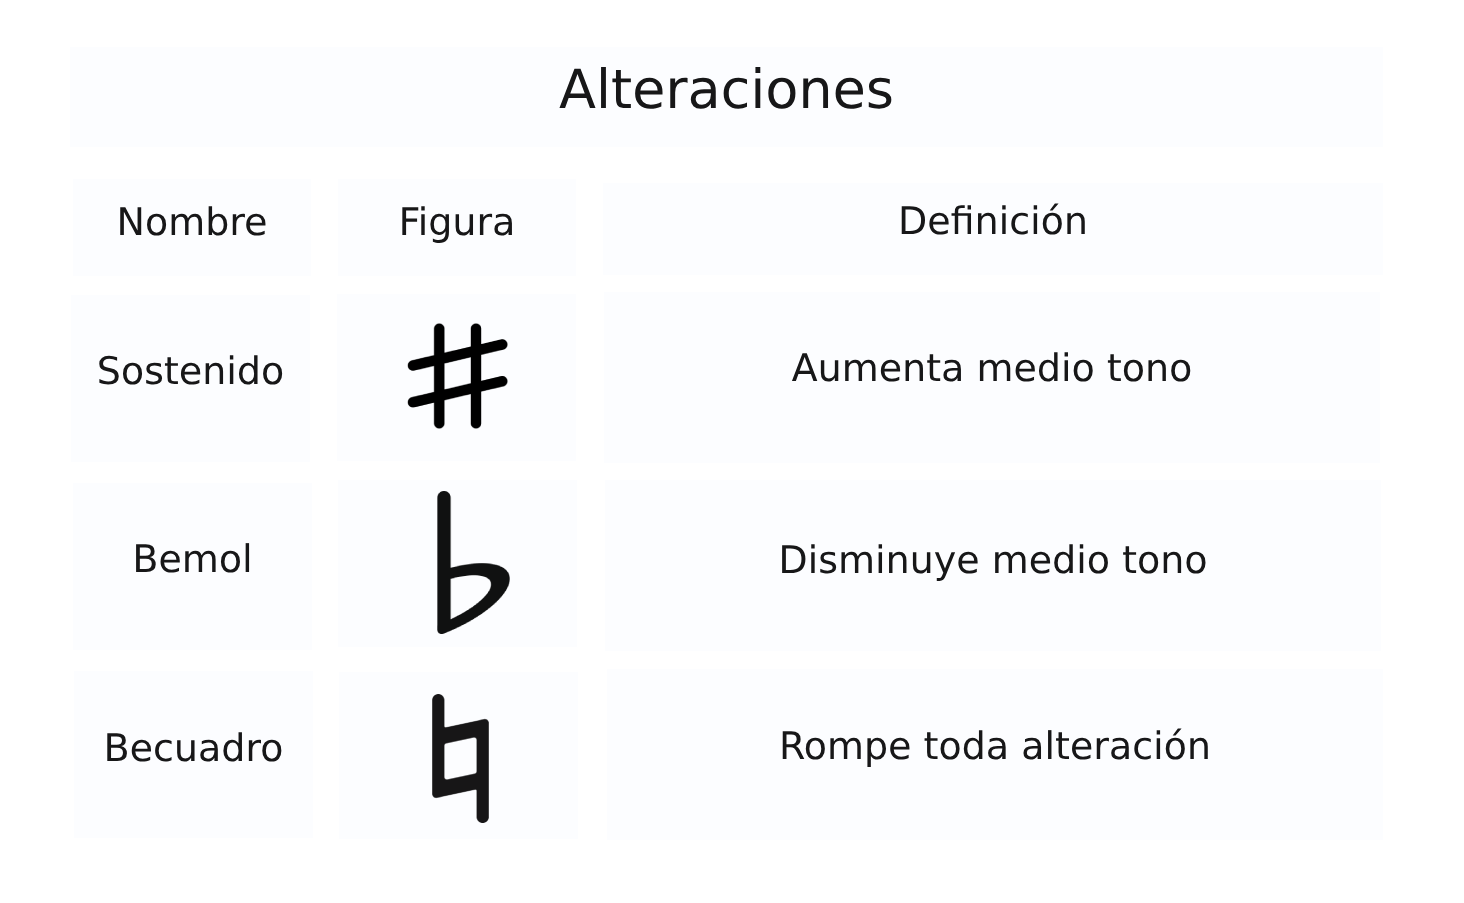 Alteraciones
Nombre Figura Definición
Sostenido ♯ Aumenta medio tono
Bemol ♭ Disminuye medio tono
Becuadro ♮ Rompe toda alteración